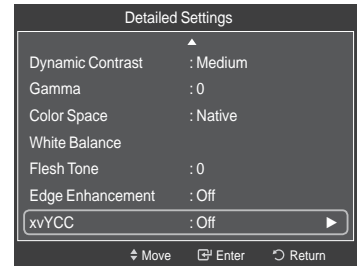 Detailed Settings
▲
Dynamic Contrast : Medium
Gamma : 0
Color Space : Native
White Balance
Flesh Tone : 0
Edge Enhancement : Off
xvYCC : Off ►
Move Enter Return